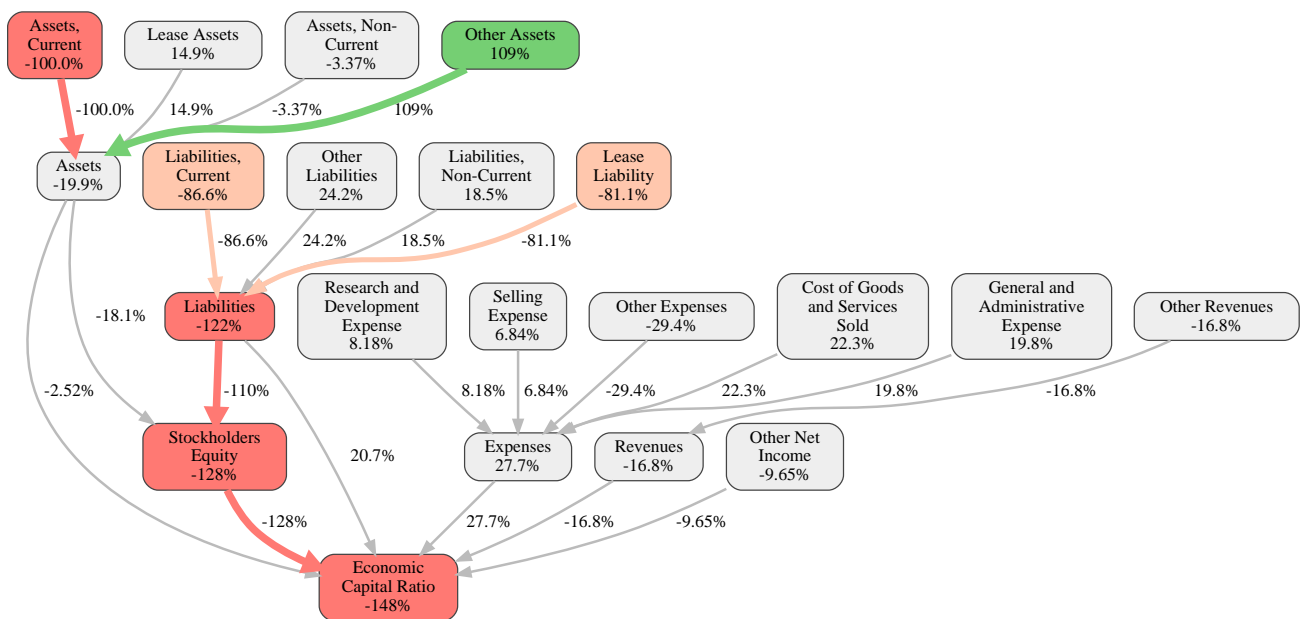 Assets,
Current
-100.0%
Lease Assets
14.9%
Assets, Non-
Current
-3.37%
Other Assets
109%
-100.0%
14.9%
-3.37%
109%
Assets
-19.9%
Liabilities,
Current
-86.6%
Other
Liabilities
24.2%
Liabilities,
Non-Current
18.5%
Lease
Liability
-81.1%
-86.6%
24.2%
18.5%
-81.1%
Liabilities
-122%
Research and
Development
Expense
8.18%
Selling
Expense
6.84%
Other Expenses
-29.4%
Cost of Goods
and Services
Sold
22.3%
General and
Administrative
Expense
19.8%
Other Revenues
-16.8%
-18.1%
-2.52%
-110%
8.18%
6.84%
-29.4%
22.3%
19.8%
-16.8%
Stockholders
Equity
-128%
20.7%
Expenses
27.7%
Revenues
-16.8%
Other Net
Income
-9.65%
-128%
27.7%
-16.8%
-9.65%
Economic
Capital Ratio
-148%